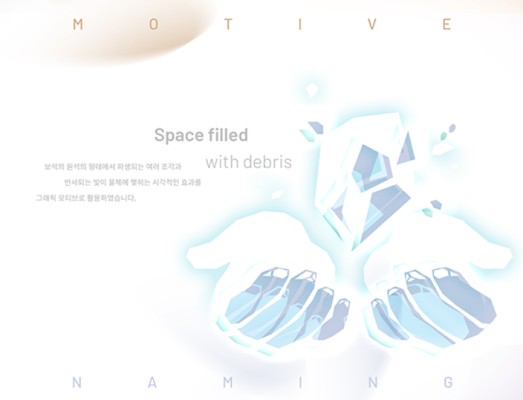 M O T I V E
Space filled
with debris
보석의 원석의 형태에서 파생되는 여러 조각과
반사되는 빛이 물체에 맺히는 시각적인 효과를
그래픽 모티브로 활용하였습니다.
N A M I N G